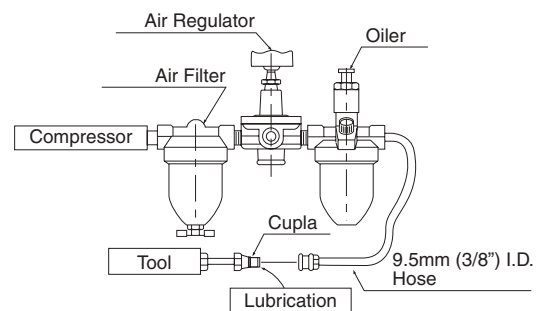 Air Regulator
Oiler
Air Filter
Compressor
Cupla
Tool
9.5mm (3/8”) I.D.
Hose
Lubrication